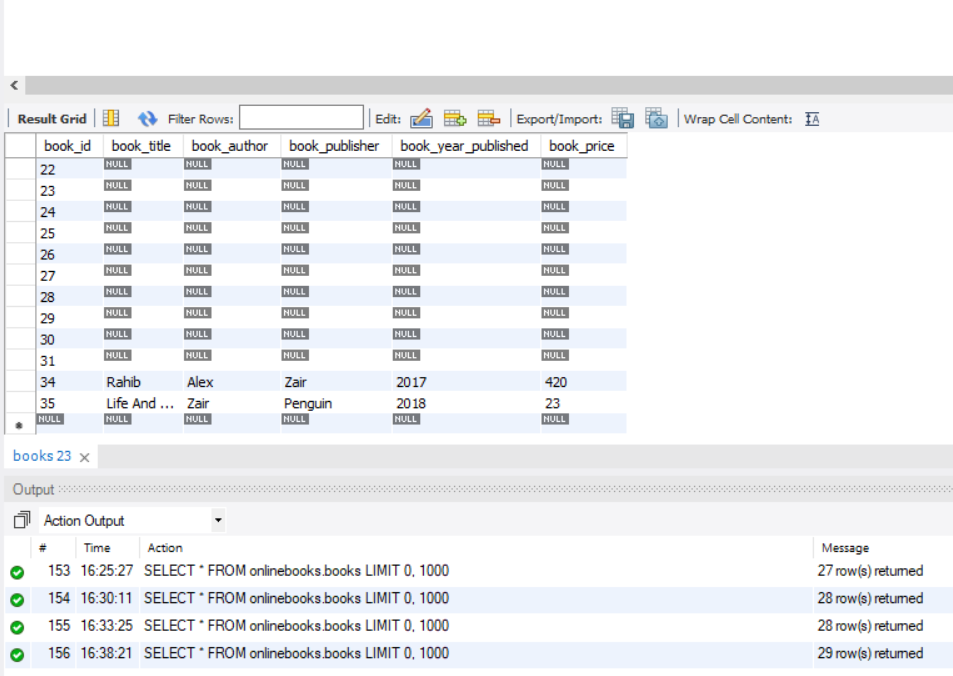 Result Grid Filter Rows: Edit: Export/Import: Wrap Cell Content: IA
book_id book_title book_author book_publisher book_year_published book_price
22 NULL NULL NULL NULL NULL
23 NULL NULL NULL NULL NULL
24 NULL NULL NULL NULL NULL
25 NULL NULL NULL NULL NULL
26 NULL NULL NULL NULL NULL
27 NULL NULL NULL NULL NULL
28 NULL NULL NULL NULL NULL
29 NULL NULL NULL NULL NULL
30 NULL NULL NULL NULL NULL
31 NULL NULL NULL NULL NULL
34 Rahib Alex Zair 2017 420
35 Life And ... Zair Penguin 2018 23
NULL NULL NULL NULL NULL NULL
books 23
Output
Action Output
# Time Action Message
153 16:25:27 SELECT * FROM onlinebooks.books LIMIT 0, 1000 27 row(s) returned
154 16:30:11 SELECT * FROM onlinebooks.books LIMIT 0, 1000 28 row(s) returned
155 16:33:25 SELECT * FROM onlinebooks.books LIMIT 0, 1000 28 row(s) returned
156 16:38:21 SELECT * FROM onlinebooks.books LIMIT 0, 1000 29 row(s) returned